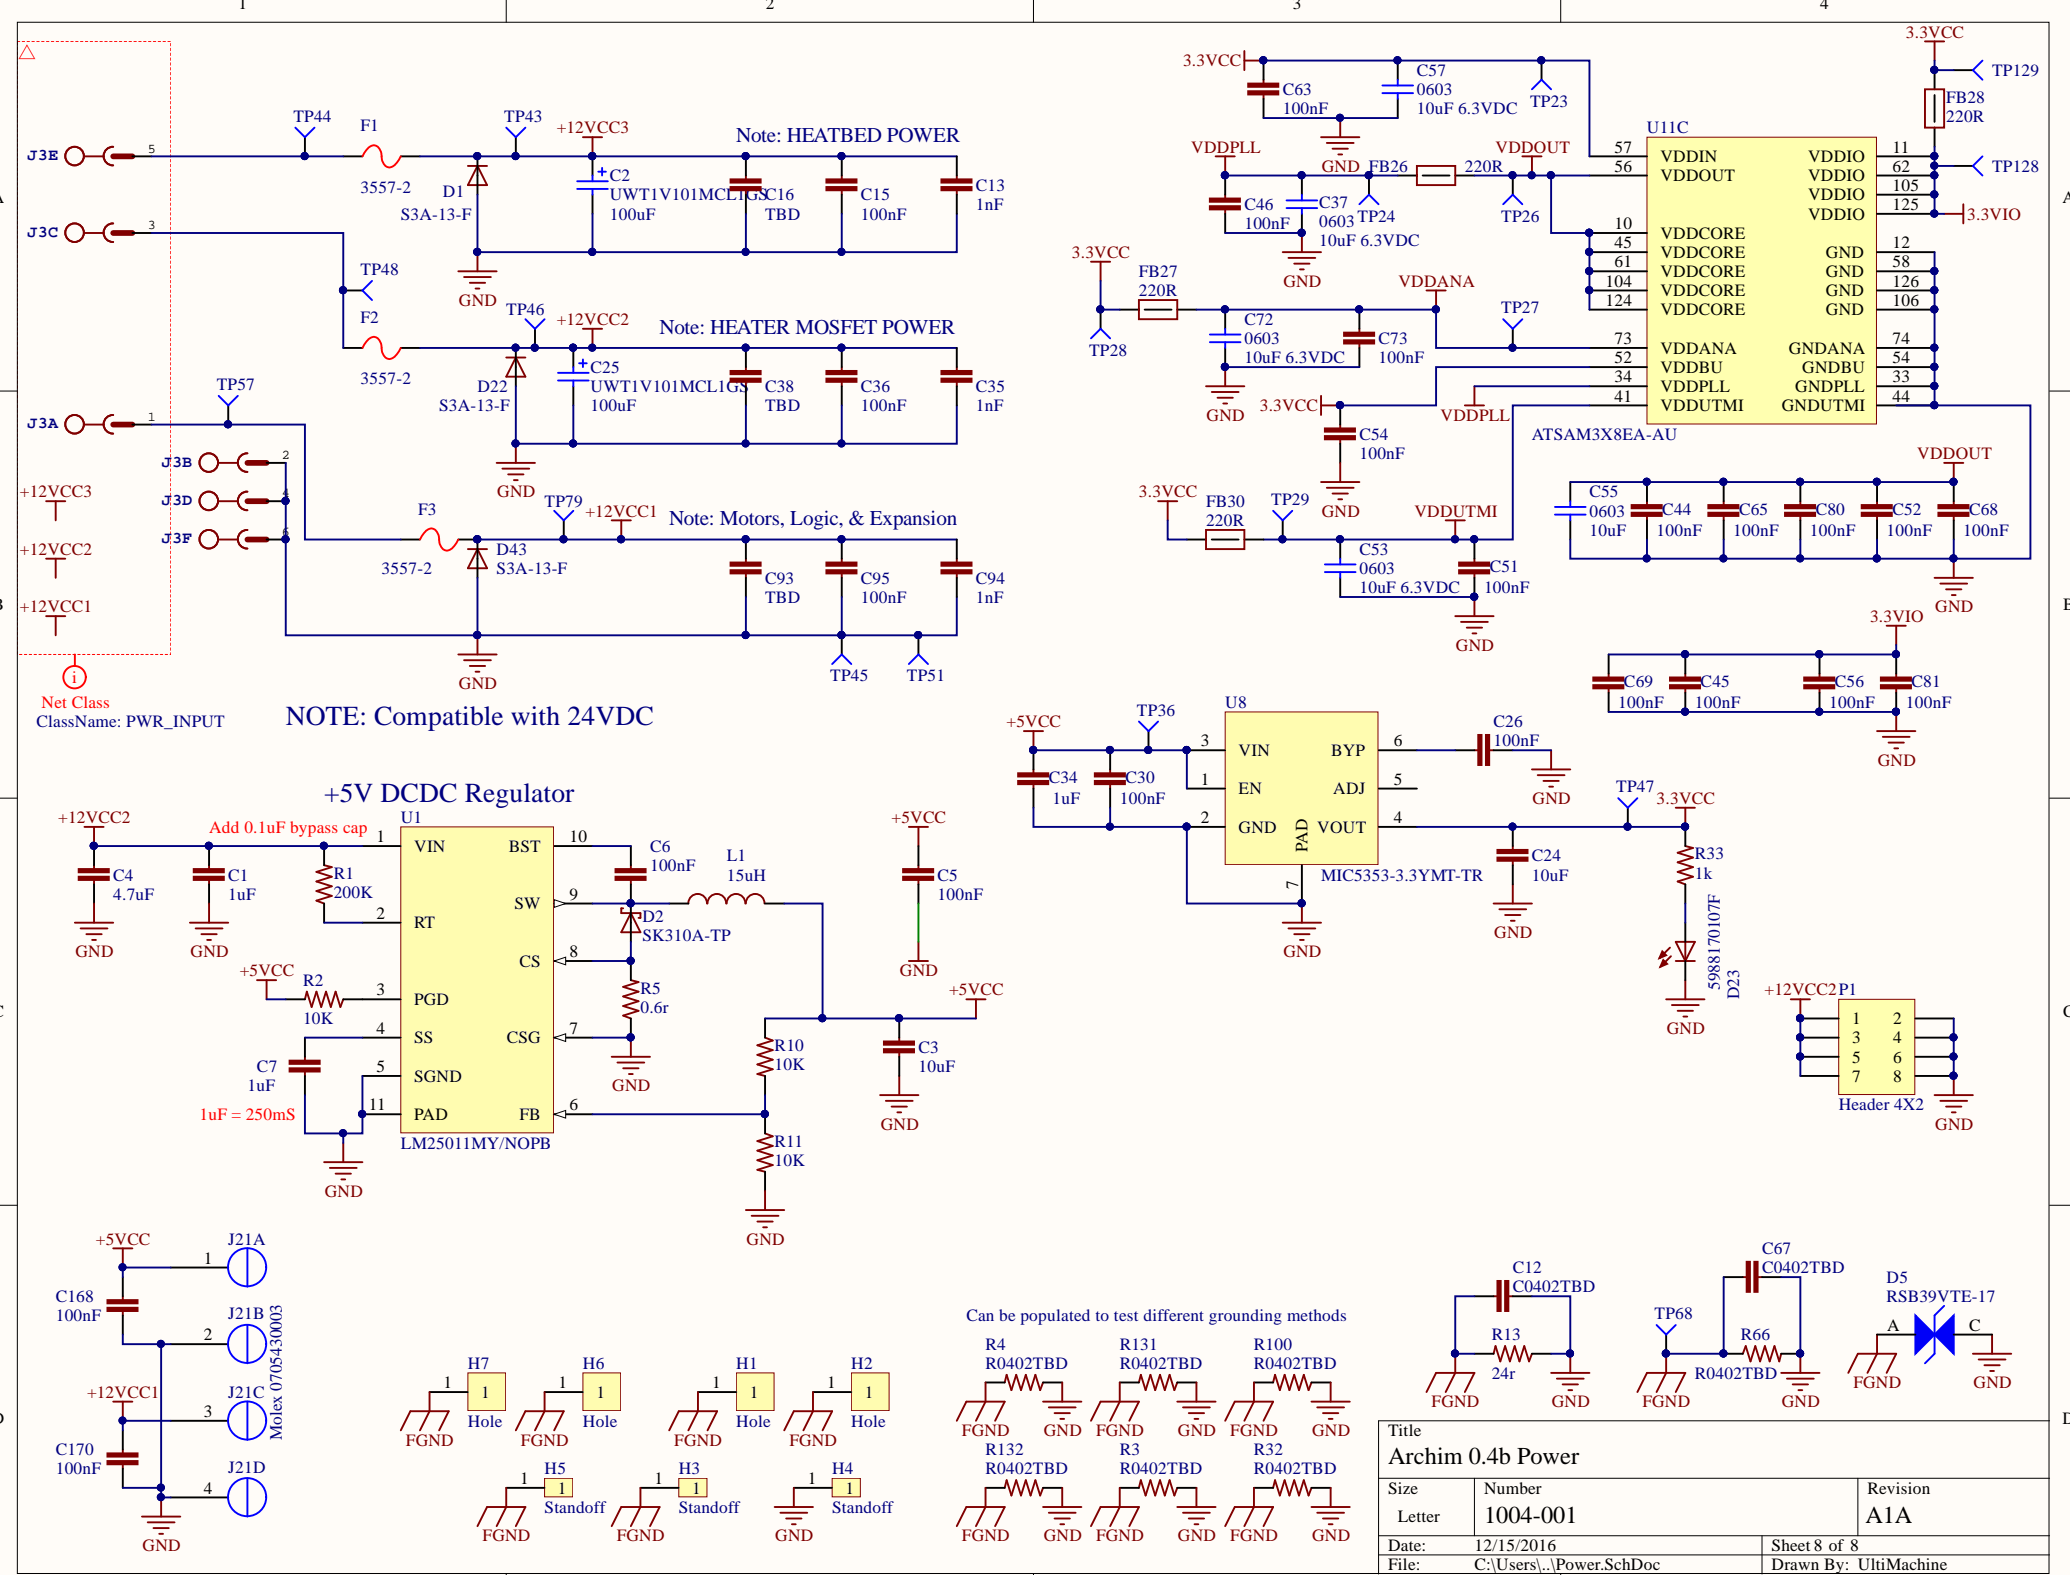 1
2
3
4
A
A
B
B
C
C
D
D
J3E
5
TP44
F1
3557-2
TP43
+12VCC3
Note: HEATBED POWER
D1
S3A-13-F
C2
UWT1V101MCL1GS
100uF
C16
TBD
C15
100nF
C13
1nF
GND
J3C
3
TP48
F2
3557-2
TP46
+12VCC2
Note: HEATER MOSFET POWER
D22
S3A-13-F
C25
UWT1V101MCL1GS
100uF
C38
TBD
C36
100nF
C35
1nF
GND
TP57
J3A
1
J3B
2
J3D
4
J3F
6
+12VCC3
+12VCC2
+12VCC1
F3
3557-2
TP79
+12VCC1
Note: Motors, Logic, & Expansion
D43
S3A-13-F
C93
TBD
C95
100nF
C94
1nF
GND
TP45
TP51
i
Net Class
ClassName: PWR_INPUT
NOTE: Compatible with 24VDC
3.3VCC
C63
100nF
C57
0603
10uF 6.3VDC
TP23
GND
VDDPLL
FB26
220R
VDDOUT
C46
100nF
C37
0603
10uF 6.3VDC
TP24
TP26
GND
3.3VCC
FB27
220R
TP28
VDDANA
TP27
C72
0603
10uF 6.3VDC
C73
100nF
GND
3.3VCC
VDDPLL
C54
100nF
GND
3.3VCC
FB30
220R
TP29
VDDUTMI
C53
0603
10uF 6.3VDC
C51
100nF
GND
3.3VCC
TP129
FB28
220R
TP128
3.3VIO
U11C
57 VDDIN VDDIO 11
56 VDDOUT VDDIO 62
VDDIO 105
VDDIO 125
10 VDDCORE
45 VDDCORE GND 12
61 VDDCORE GND 58
104 VDDCORE GND 126
124 VDDCORE GND 106
73 VDDANA GNDANA 74
52 VDDBU GNDBU 54
34 VDDPLL GNDPLL 33
41 VDDUTMI GNDUTMI 44
ATSAM3X8EA-AU
VDDOUT
C55
0603
10uF
C44
100nF
C65
100nF
C80
100nF
C52
100nF
C68
100nF
GND
3.3VIO
C69
100nF
C45
100nF
C56
100nF
C81
100nF
GND
+5VCC
TP36
U8
C34
1uF
C30
100nF
3 VIN BYP 6
1 EN ADJ 5
2 GND VOUT 4
PAD
7
MIC5353-3.3YMT-TR
GND
C26
100nF
GND
TP47
3.3VCC
C24
10uF
GND
R33
1k
5988170107F
D23
GND
+12VCC2
P1
1 2
3 4
5 6
7 8
Header 4X2
GND
+5V DCDC Regulator
+12VCC2
Add 0.1uF bypass cap
C4
4.7uF
GND
C1
1uF
GND
R1
200K
U1
1 VIN BST 10
2 RT SW 9
CS 8
3 PGD
4 SS CSG 7
5 SGND
11 PAD FB 6
LM25011MY/NOPB
+5VCC
R2
10K
C7
1uF
1uF = 250mS
GND
C6
100nF
L1
15uH
D2
SK310A-TP
R5
0.6r
GND
+5VCC
C5
100nF
GND
+5VCC
R10
10K
C3
10uF
GND
R11
10K
GND
+5VCC
J21A
1
C168
100nF
J21B
2
+12VCC1
J21C
3
C170
100nF
J21D
4
Molex 0705430003
GND
H7
1
1
Hole
FGND
H6
1
1
Hole
FGND
H1
1
1
Hole
FGND
H2
1
1
Hole
FGND
H5
1
1
Standoff
FGND
H3
1
1
Standoff
FGND
H4
1
1
Standoff
GND
Can be populated to test different grounding methods
R4
R0402TBD
FGND
GND
R131
R0402TBD
FGND
GND
R100
R0402TBD
FGND
GND
R132
R0402TBD
FGND
GND
R3
R0402TBD
FGND
GND
R32
R0402TBD
FGND
GND
C12
C0402TBD
R13
24r
FGND
GND
C67
C0402TBD
TP68
R66
R0402TBD
FGND
GND
D5
RSB39VTE-17
A
C
FGND
GND
Title
Archim 0.4b Power
Size
Letter
Number
1004-001
Revision
A1A
Date: 12/15/2016
Sheet 8 of 8
File: C:\Users\..\Power.SchDoc
Drawn By: UltiMachine